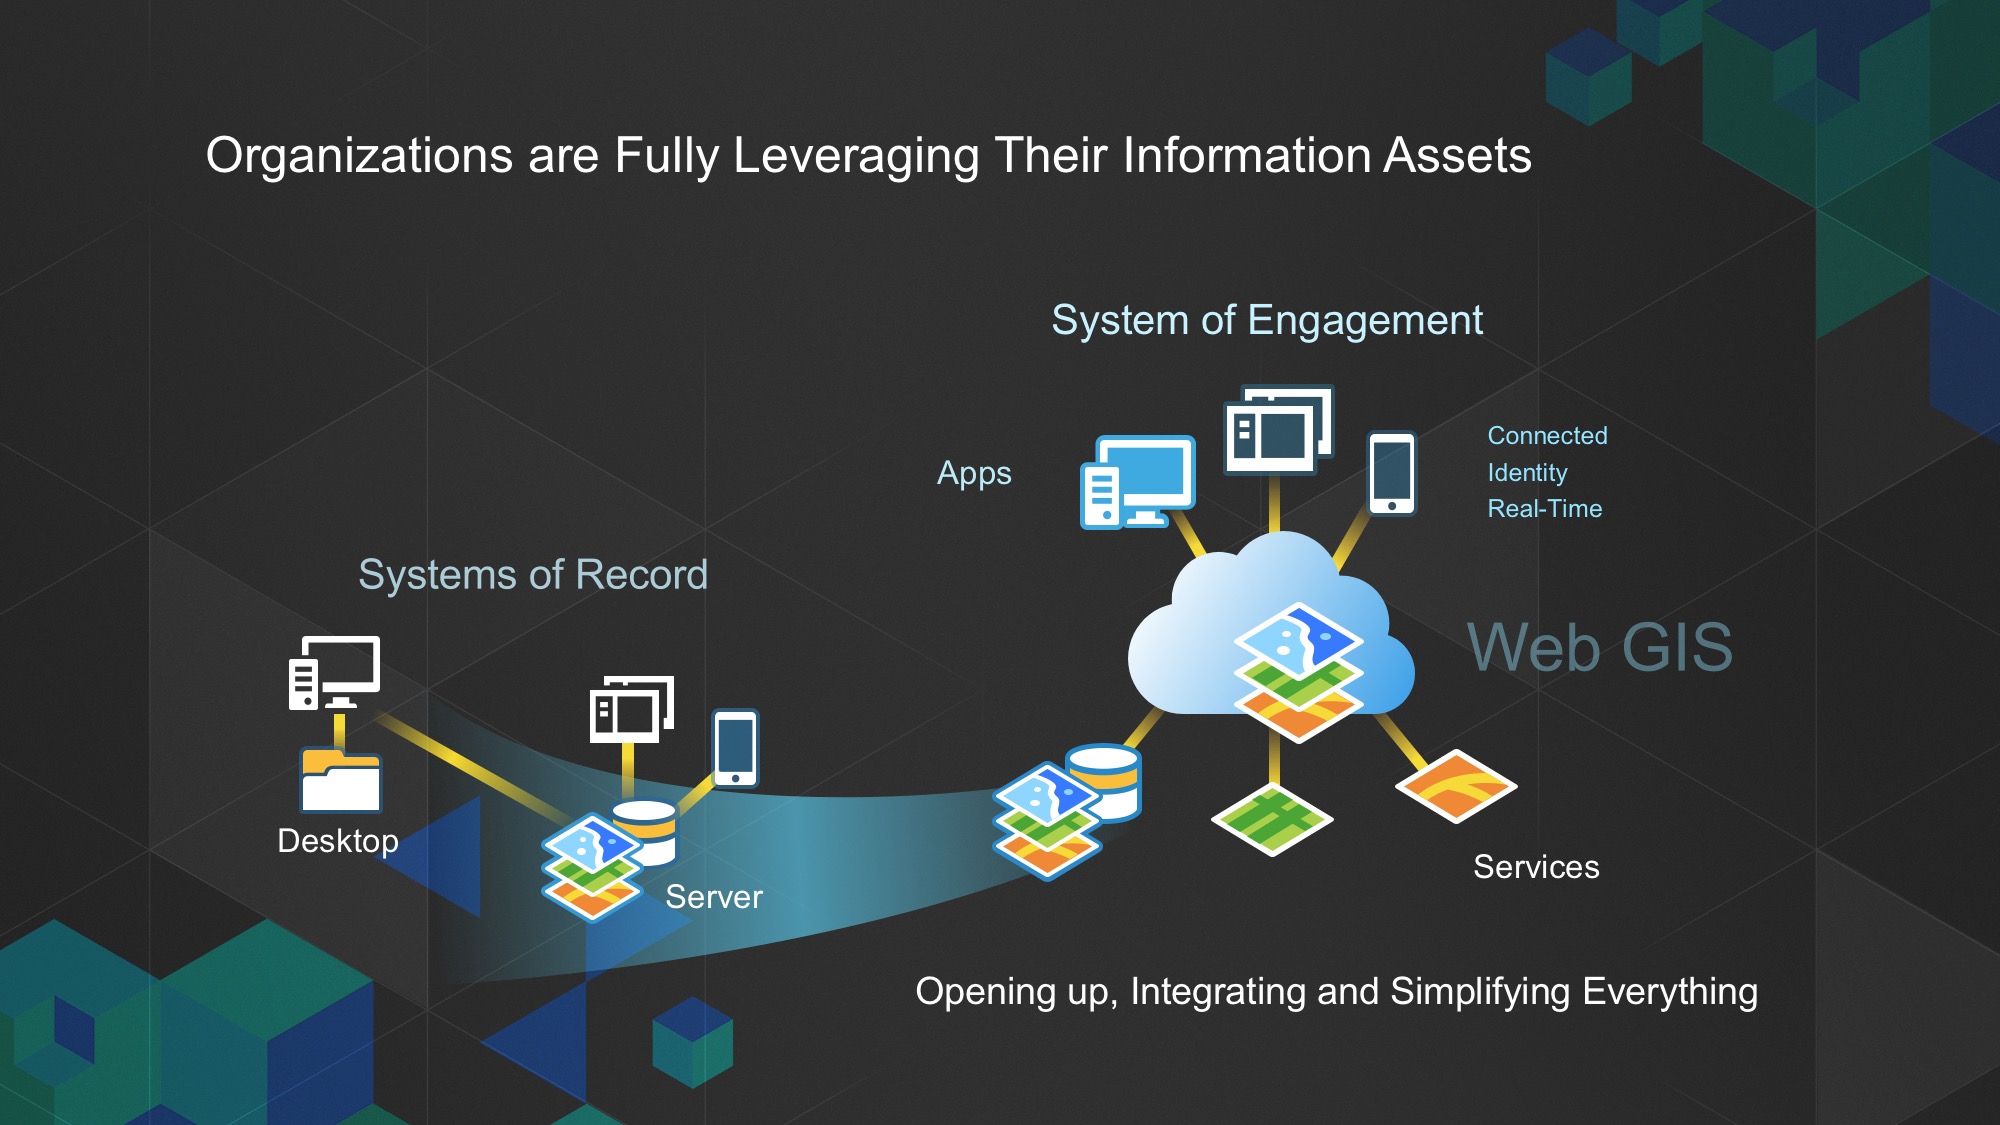 Organizations are Fully Leveraging Their Information Assets
System of Engagement
Apps
Connected
Identity
Real-Time
Systems of Record
Web GIS
Desktop
Server
Services
Opening up, Integrating and Simplifying Everything